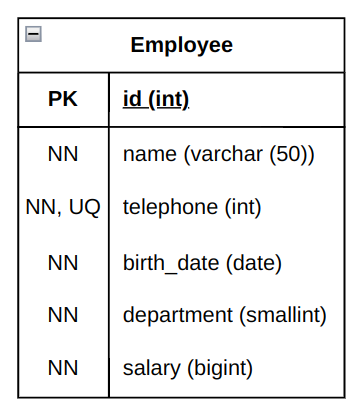 Employee
PK id (int)
NN name (varchar (50))
NN, UQ telephone (int)
NN birth_date (date)
NN department (smallint)
NN salary (bigint)